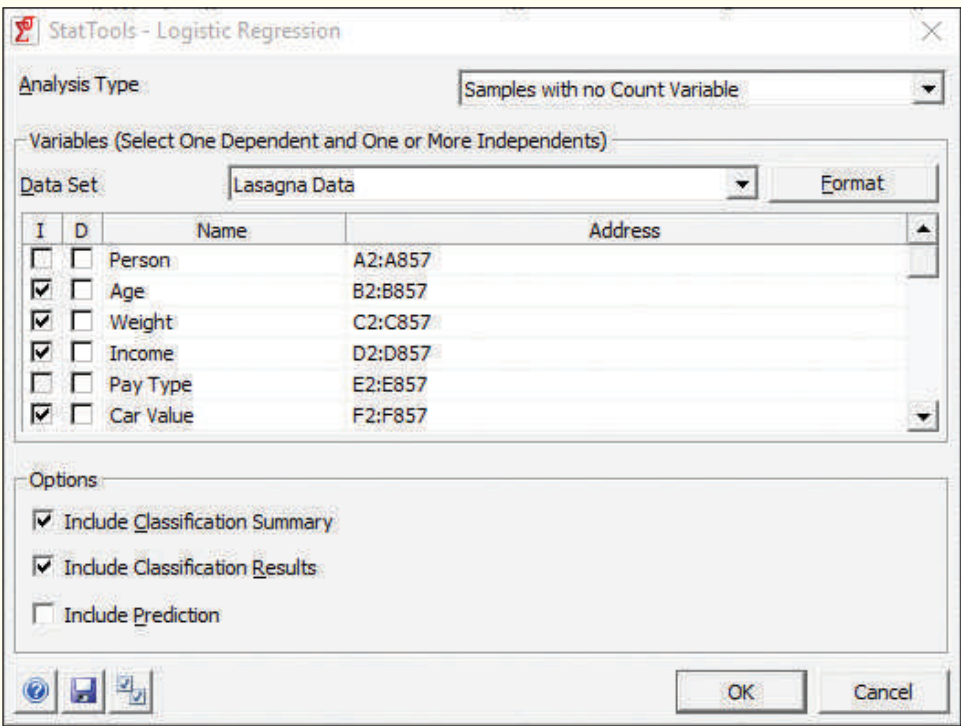 StatTools - Logistic Regression
Analysis Type Samples with no Count Variable
Variables (Select One Dependent and One or More Independents)
Data Set Lasagna Data Format
I D Name Address
Person A2:A857
Age B2:B857
Weight C2:C857
Income D2:D857
Pay Type E2:E857
Car Value F2:F857
Options
Include Classification Summary
Include Classification Results
Include Prediction
OK Cancel